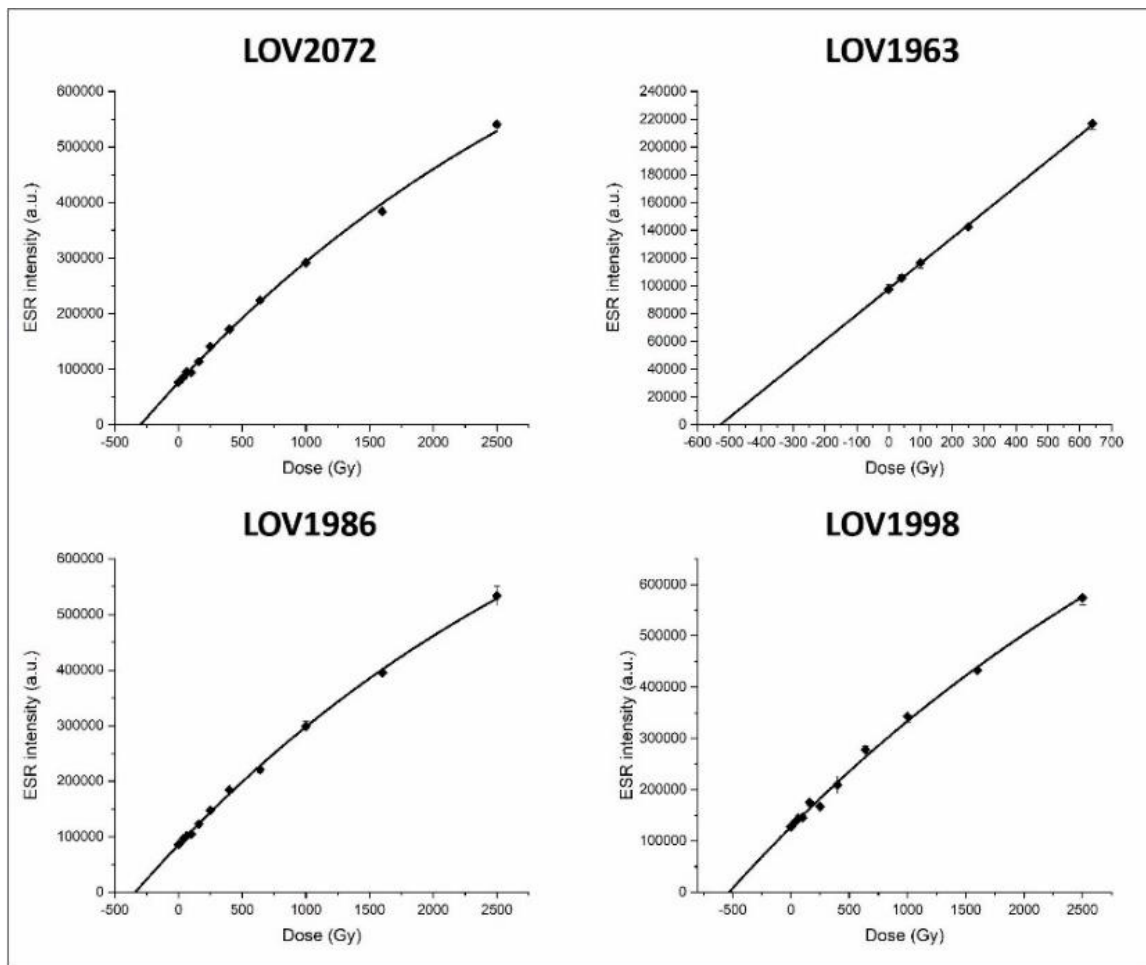 LOV2072
LOV1963
ESR intensity (a.u.)
600000
500000
400000
300000
200000
100000
0
-500 0 500 1000 1500 2000 2500
Dose (Gy)
ESR intensity (a.u.)
240000
220000
200000
180000
160000
140000
120000
100000
80000
60000
40000
20000
0
-600 -500 -400 -300 -200 -100 0 100 200 300 400 500 600 700
Dose (Gy)
LOV1986
LOV1998
ESR intensity (a.u.)
600000
500000
400000
300000
200000
100000
0
-500 0 500 1000 1500 2000 2500
Dose (Gy)
ESR intensity (a.u.)
600000
500000
400000
300000
200000
100000
0
-500 0 500 1000 1500 2000 2500
Dose (Gy)